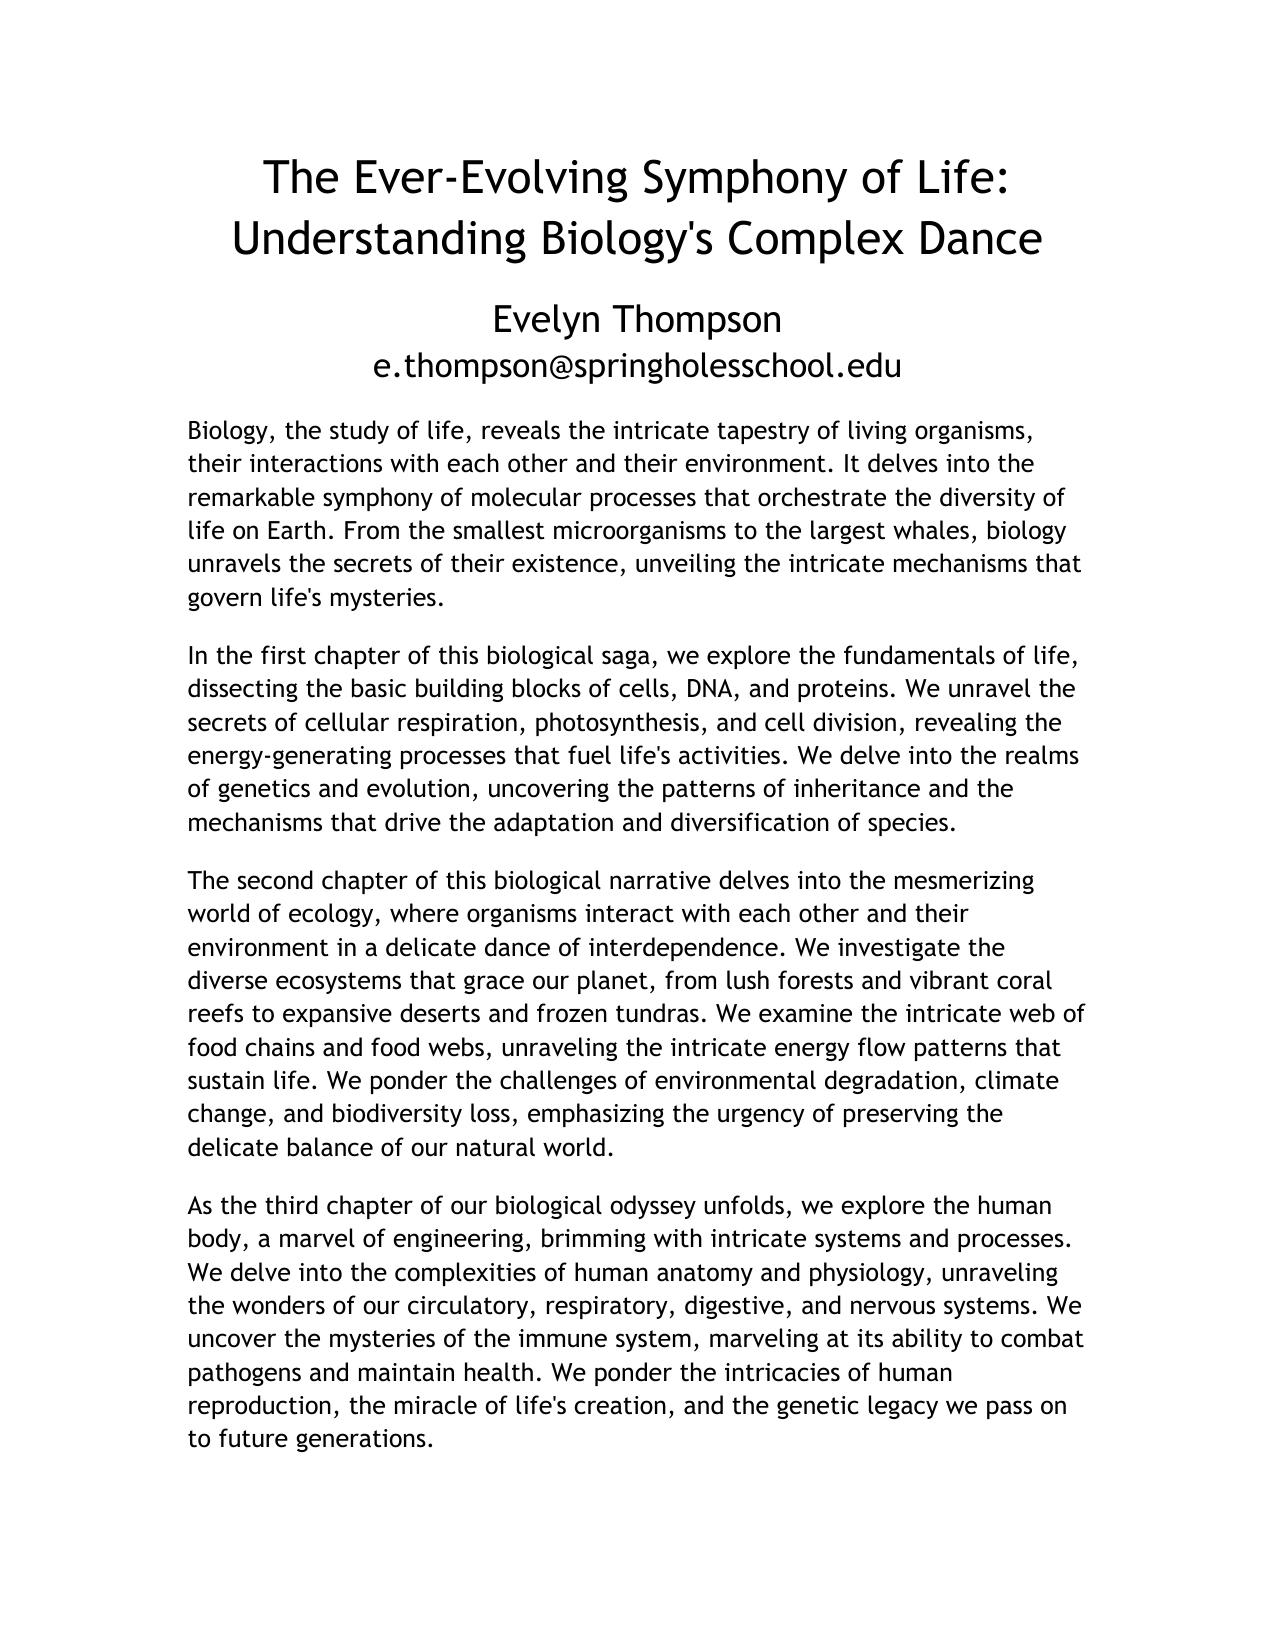 The Ever-Evolving Symphony of Life:
Understanding Biology's Complex Dance
Evelyn Thompson
e.thompson@springholesschool.edu
Biology, the study of life, reveals the intricate tapestry of living organisms,
their interactions with each other and their environment. It delves into the
remarkable symphony of molecular processes that orchestrate the diversity of
life on Earth. From the smallest microorganisms to the largest whales, biology
unravels the secrets of their existence, unveiling the intricate mechanisms that
govern life's mysteries.
In the first chapter of this biological saga, we explore the fundamentals of life,
dissecting the basic building blocks of cells, DNA, and proteins. We unravel the
secrets of cellular respiration, photosynthesis, and cell division, revealing the
energy-generating processes that fuel life's activities. We delve into the realms
of genetics and evolution, uncovering the patterns of inheritance and the
mechanisms that drive the adaptation and diversification of species.
The second chapter of this biological narrative delves into the mesmerizing
world of ecology, where organisms interact with each other and their
environment in a delicate dance of interdependence. We investigate the
diverse ecosystems that grace our planet, from lush forests and vibrant coral
reefs to expansive deserts and frozen tundras. We examine the intricate web of
food chains and food webs, unraveling the intricate energy flow patterns that
sustain life. We ponder the challenges of environmental degradation, climate
change, and biodiversity loss, emphasizing the urgency of preserving the
delicate balance of our natural world.
As the third chapter of our biological odyssey unfolds, we explore the human
body, a marvel of engineering, brimming with intricate systems and processes.
We delve into the complexities of human anatomy and physiology, unraveling
the wonders of our circulatory, respiratory, digestive, and nervous systems. We
uncover the mysteries of the immune system, marveling at its ability to combat
pathogens and maintain health. We ponder the intricacies of human
reproduction, the miracle of life's creation, and the genetic legacy we pass on
to future generations.